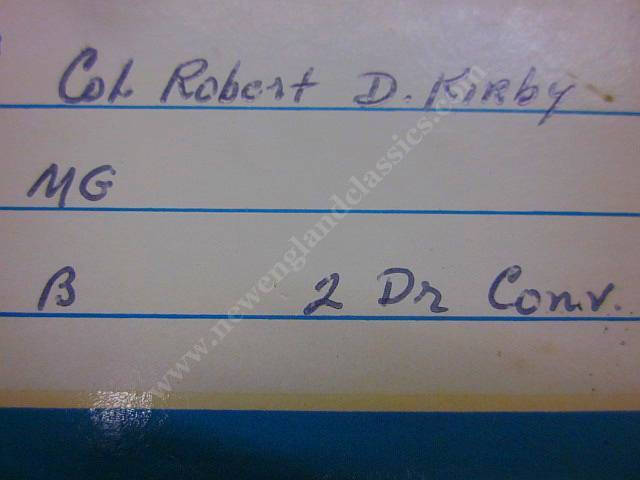 Col Robert D. Kirby
MG
B 2 Dr Conv.
www.newenglandclassics.com